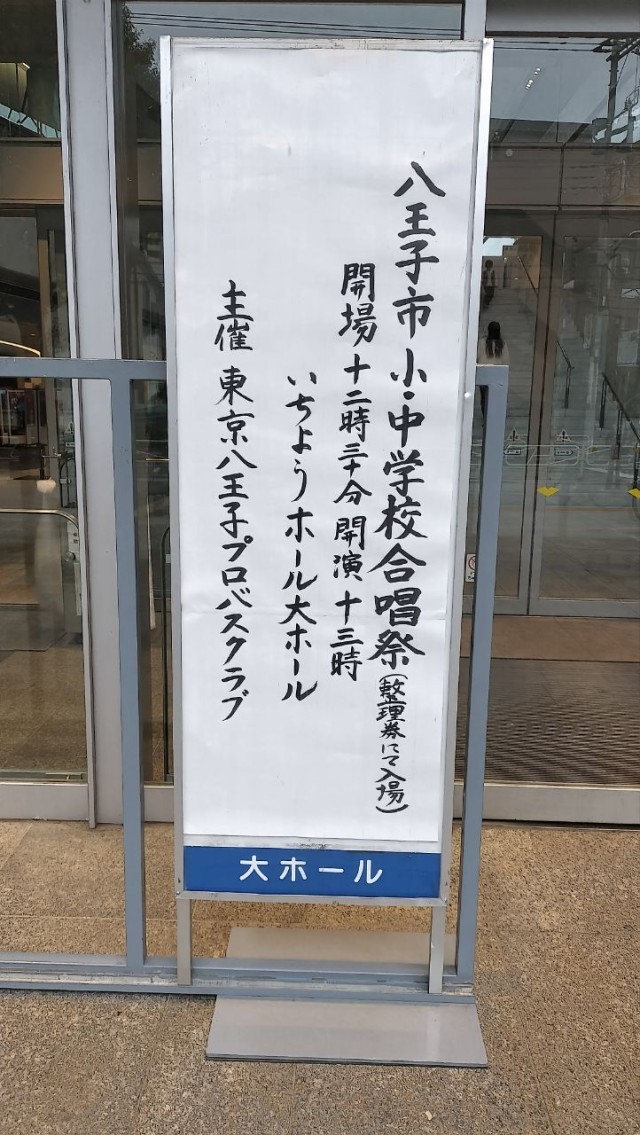 八王子市 小・中学校合唱祭(整理券にて入場)
開場 十二時三十分 開演 十三時
いちょうホール大ホール
主催 東京八王子プロバスクラブ
大ホール